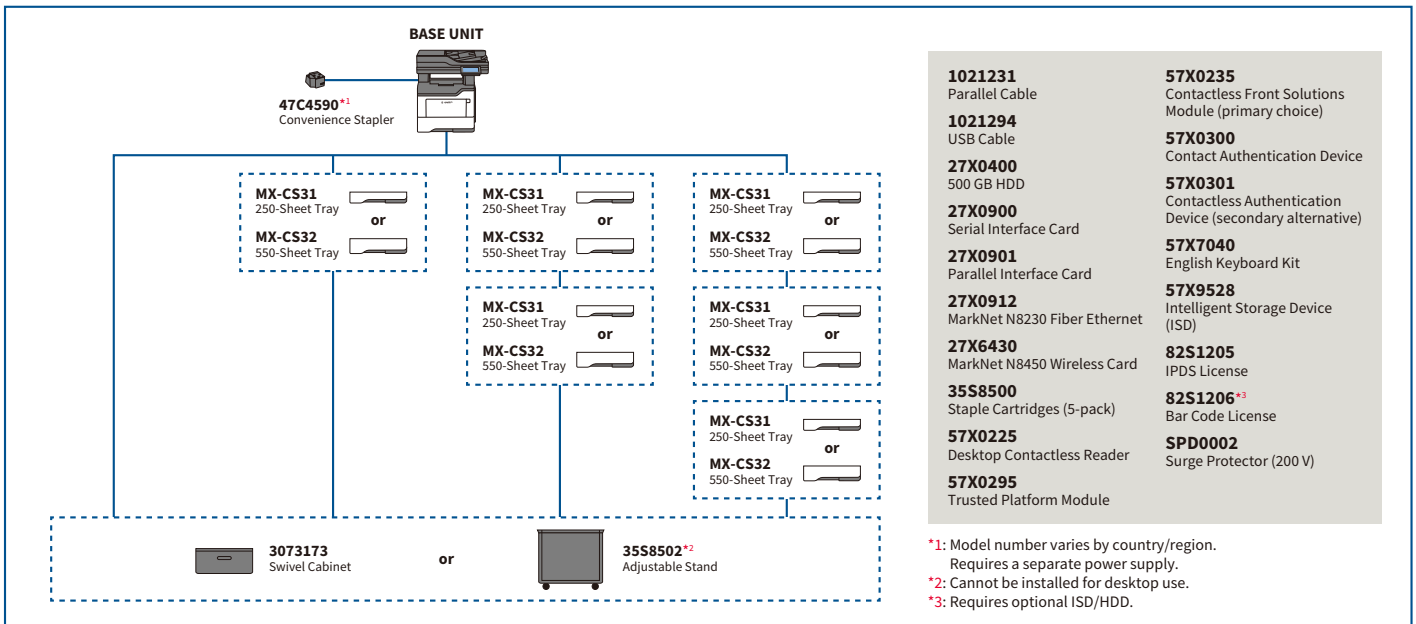 BASE UNIT
47C4590*1
Convenience Stapler
MX-CS31
250-Sheet Tray
or
MX-CS32
550-Sheet Tray
MX-CS31
250-Sheet Tray
or
MX-CS32
550-Sheet Tray
MX-CS31
250-Sheet Tray
or
MX-CS32
550-Sheet Tray
MX-CS31
250-Sheet Tray
or
MX-CS32
550-Sheet Tray
MX-CS31
250-Sheet Tray
or
MX-CS32
550-Sheet Tray
MX-CS31
250-Sheet Tray
or
MX-CS32
550-Sheet Tray
3073173
Swivel Cabinet
or
35S8502*2
Adjustable Stand
1021231
Parallel Cable
1021294
USB Cable
27X0400
500 GB HDD
27X0900
Serial Interface Card
27X0901
Parallel Interface Card
27X0912
MarkNet N8230 Fiber Ethernet
27X6430
MarkNet N8450 Wireless Card
35S8500
Staple Cartridges (5-pack)
57X0225
Desktop Contactless Reader
57X0295
Trusted Platform Module
57X0235
Contactless Front Solutions
Module (primary choice)
57X0300
Contact Authentication Device
57X0301
Contactless Authentication
Device (secondary alternative)
57X7040
English Keyboard Kit
57X9528
Intelligent Storage Device
(ISD)
82S1205
IPDS License
82S1206*3
Bar Code License
SPD0002
Surge Protector (200 V)
*1: Model number varies by country/region.
Requires a separate power supply.
*2: Cannot be installed for desktop use.
*3: Requires optional ISD/HDD.